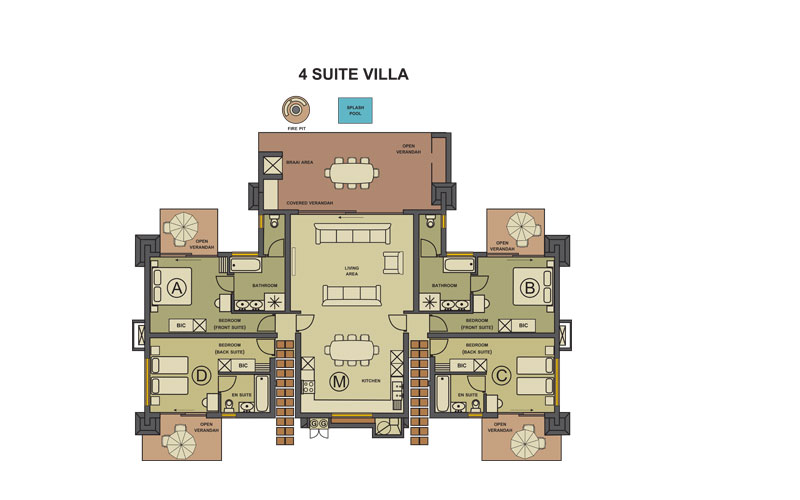 4 SUITE VILLA
SPLASH
POOL
FIRE PIT
OPEN
VERANDAH
BRAAI AREA
COVERED VERANDAH
OPEN
VERANDAH
OPEN
VERANDAH
LIVING
AREA
BATHROOM
BATHROOM
A
B
BEDROOM
(FRONT SUITE)
BEDROOM
(FRONT SUITE)
BIC
BIC
BEDROOM
(BACK SUITE)
BEDROOM
(BACK SUITE)
BIC
BIC
D
M
KITCHEN
C
EN SUITE
EN SUITE
OPEN
VERANDAH
G G
OPEN
VERANDAH